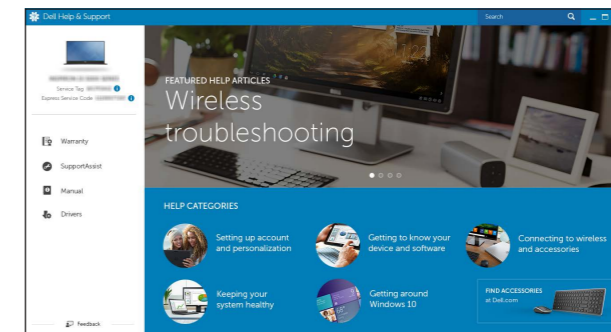 Dell Help & Support
Search
Service Tag
Express Service Code
Warranty
SupportAssist
Manual
Drivers
Feedback
FEATURED HELP ARTICLES
Wireless
troubleshooting
HELP CATEGORIES
Setting up account
and personalization
Getting to know your
device and software
Connecting to wireless
and accessories
Keeping your
system healthy
Getting around
Windows 10
FIND ACCESSORIES
at Dell.com